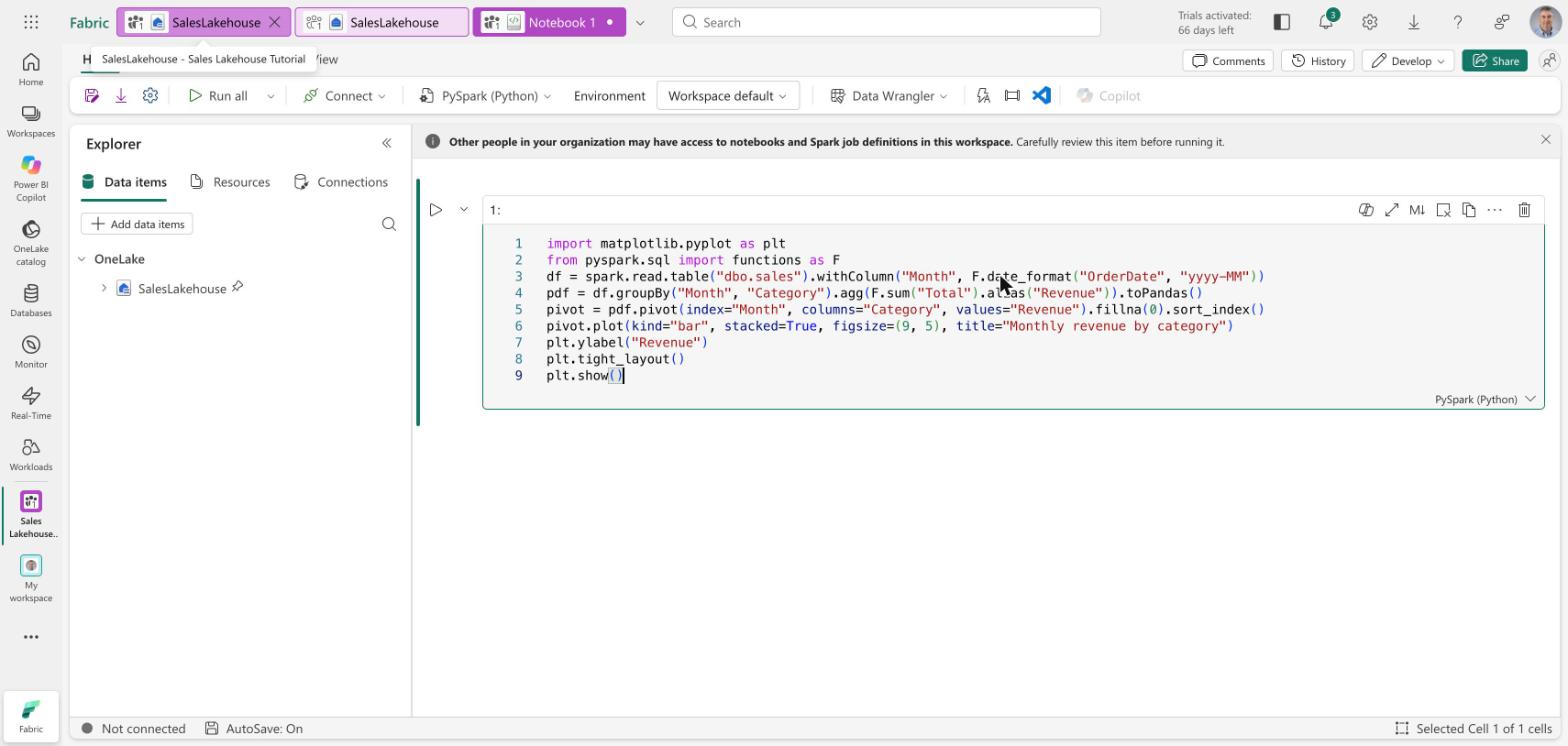 Fabric
SalesLakehouse
SalesLakehouse
Notebook 1
Search
Trials activated:
66 days left
3
SalesLakehouse - Sales Lakehouse Tutorial
Comments
History
Develop
Share
Run all
Connect
PySpark (Python)
Environment
Workspace default
Data Wrangler
Copilot
Home
Workspaces
Power BI
Copilot
OneLake
catalog
Databases
Monitor
Real-Time
Workloads
Sales
Lakehouse..
My
workspace
Fabric
Explorer
Data items
Resources
Connections
Add data items
OneLake
SalesLakehouse
Other people in your organization may have access to notebooks and Spark job definitions in this workspace. Carefully review this item before running it.
1:
M↓
1 import matplotlib.pyplot as plt
2 from pyspark.sql import functions as F
3 df = spark.read.table("dbo.sales").withColumn("Month", F.date_format("OrderDate", "yyyy-MM"))
4 pdf = df.groupBy("Month", "Category").agg(F.sum("Total").alias("Revenue")).toPandas()
5 pivot = pdf.pivot(index="Month", columns="Category", values="Revenue").fillna(0).sort_index()
6 pivot.plot(kind="bar", stacked=True, figsize=(9, 5), title="Monthly revenue by category")
7 plt.ylabel("Revenue")
8 plt.tight_layout()
9 plt.show()
PySpark (Python)
Not connected
AutoSave: On
Selected Cell 1 of 1 cells